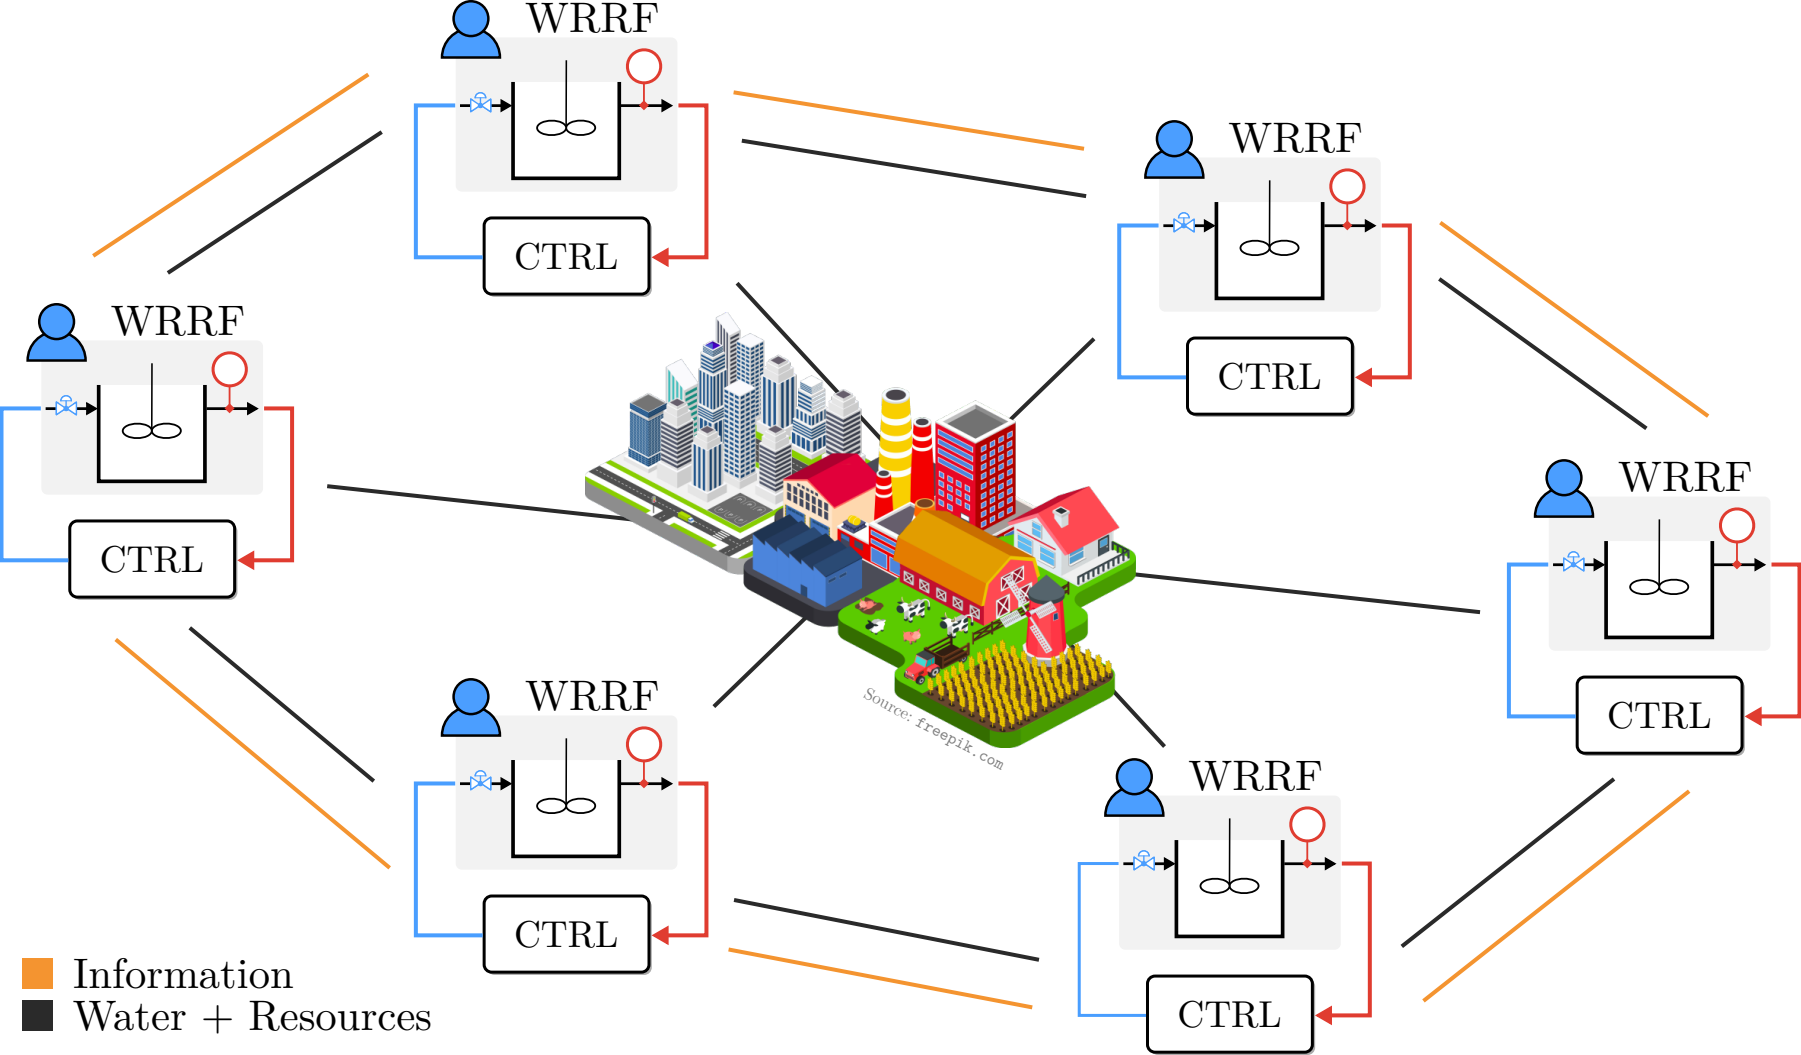 WRRF
CTRL
WRRF
CTRL
WRRF
CTRL
WRRF
CTRL
WRRF
CTRL
WRRF
CTRL
Source: freepik.com
Information
Water + Resources